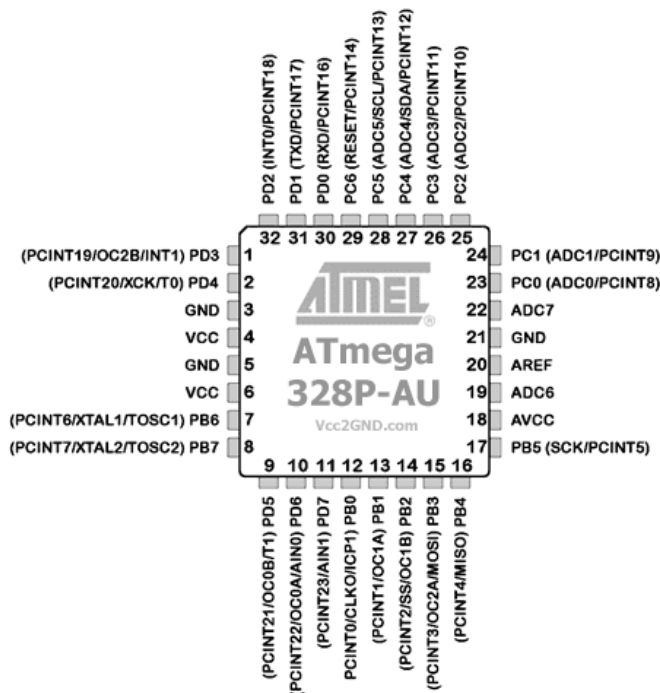 PD2 (INT0/PCINT18)
PD1 (TXD/PCINT17)
PD0 (RXD/PCINT16)
PC6 (RESET/PCINT14)
PC5 (ADC5/SCL/PCINT13)
PC4 (ADC4/SDA/PCINT12)
PC3 (ADC3/PCINT11)
PC2 (ADC2/PCINT10)
32 31 30 29 28 27 26 25
(PCINT19/OC2B/INT1) PD3 1
(PCINT20/XCK/T0) PD4 2
GND 3
VCC 4
GND 5
VCC 6
(PCINT6/XTAL1/TOSC1) PB6 7
(PCINT7/XTAL2/TOSC2) PB7 8
ATMEL
®
ATmega
328P-AU
Vcc2GND.com
24 PC1 (ADC1/PCINT9)
23 PC0 (ADC0/PCINT8)
22 ADC7
21 GND
20 AREF
19 ADC6
18 AVCC
17 PB5 (SCK/PCINT5)
9 10 11 12 13 14 15 16
(PCINT21/OC0B/T1) PD5
(PCINT22/OC0A/AIN0) PD6
(PCINT23/AIN1) PD7
PCINT0/CLKO/ICP1) PB0
(PCINT1/OC1A) PB1
(PCINT2/SS/OC1B) PB2
(PCINT3/OC2A/MOSI) PB3
(PCINT4/MISO) PB4